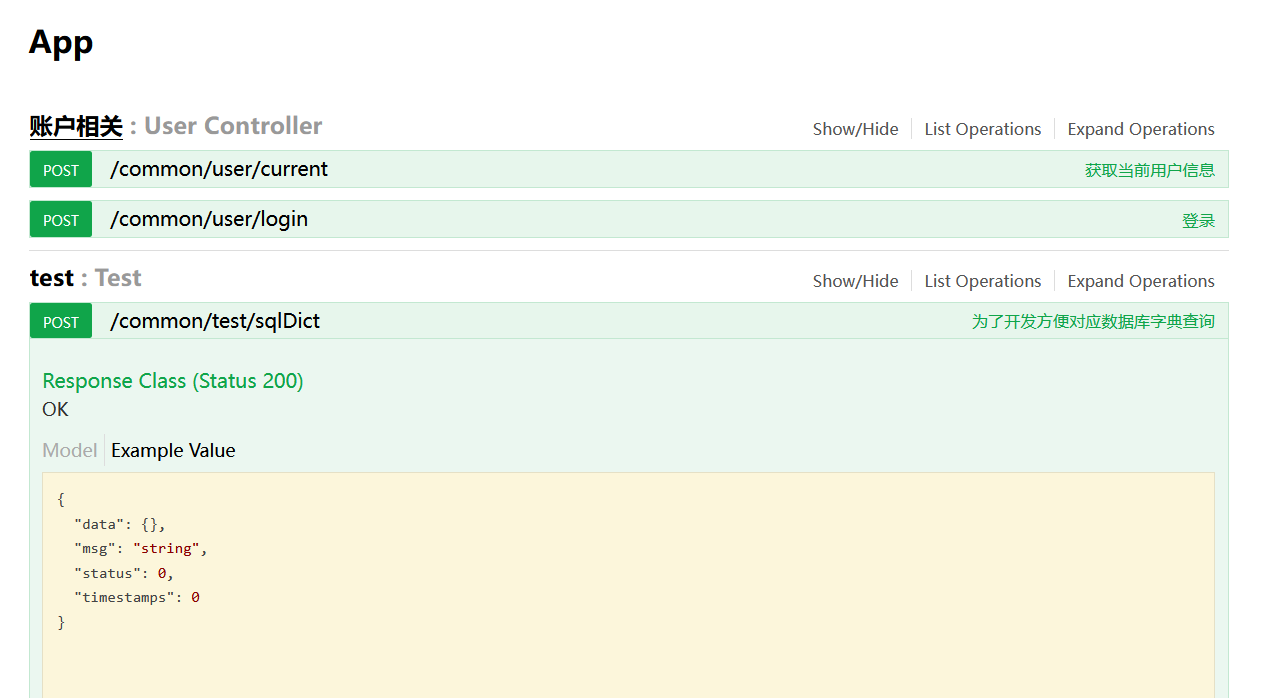 App
账户相关 : User Controller Show/Hide List Operations Expand Operations
POST /common/user/current 获取当前用户信息
POST /common/user/login 登录
test : Test Show/Hide List Operations Expand Operations
POST /common/test/sqlDict 为了开发方便对应数据库字典查询
Response Class (Status 200)
OK
Model Example Value
{
"data": {},
"msg": "string",
"status": 0,
"timestamps": 0
}